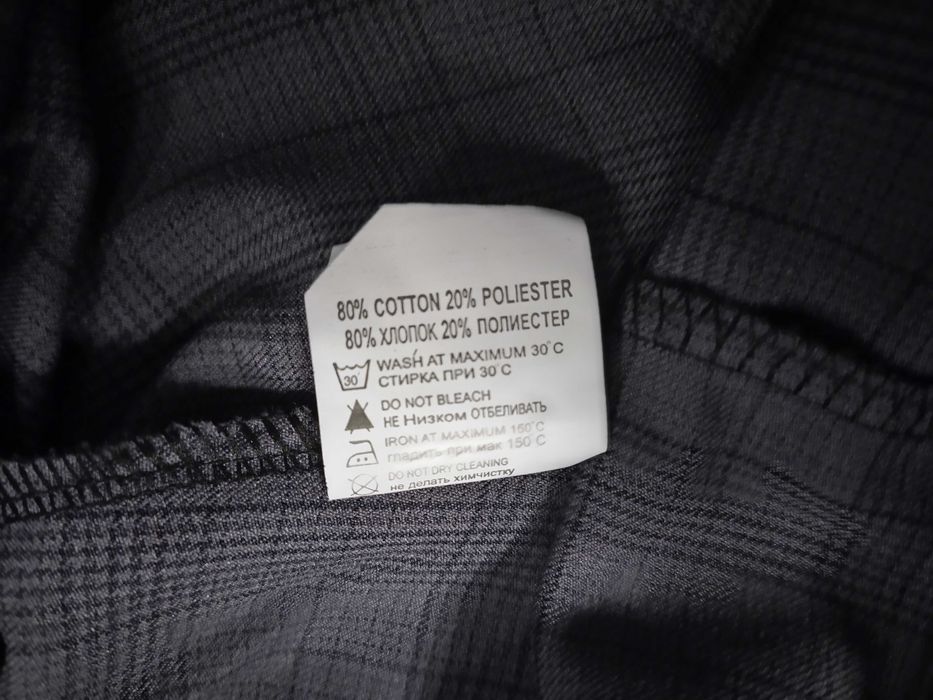 80% COTTON 20% POLIESTER
80% ХЛОПОК 20% ПОЛИЕСТЕР
30° WASH AT MAXIMUM 30°C
СТИРКА ПРИ 30°C
DO NOT BLEACH
НЕ Низком ОТБЕЛИВАТЬ
IRON AT MAXIMUM 150°C
гладить при мак 150°C
DO NOT DRY CLEANING
не делать химчистку